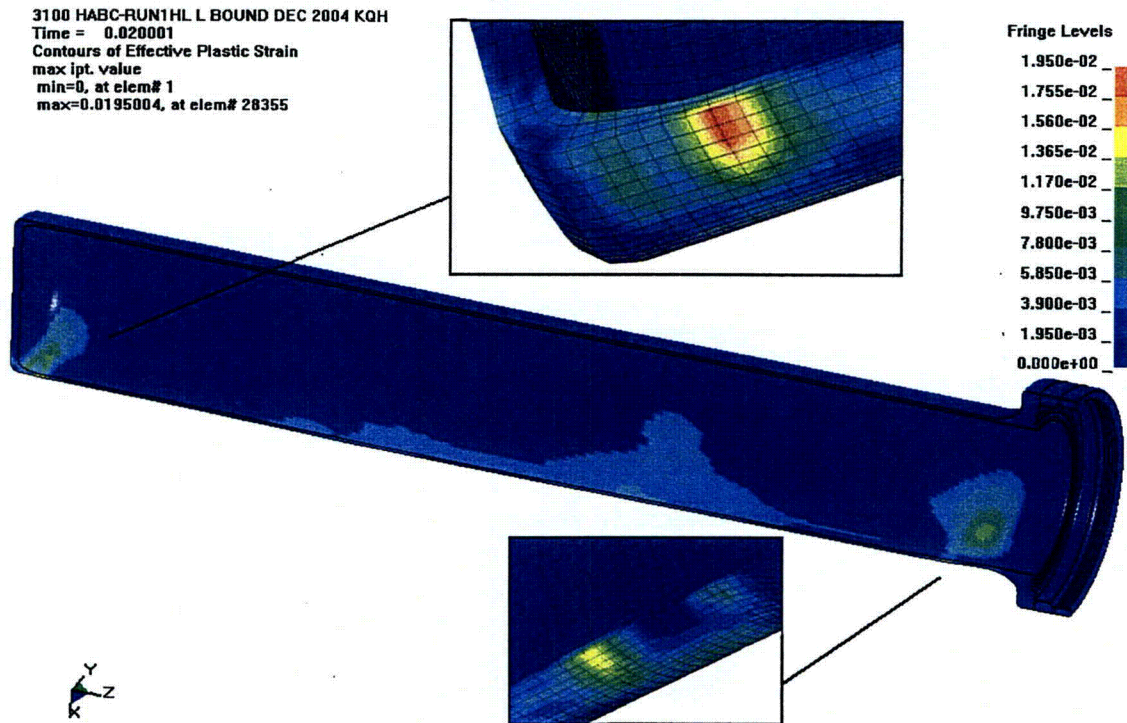 3100 HABC-RUN1HL L BOUND DEC 2004 KQH
Time = 0.020001
Contours of Effective Plastic Strain
max ipt. value
min=0, at elem# 1
max=0.0195004, at elem# 28355
Fringe Levels
1.950e-02
1.755e-02
1.560e-02
1.365e-02
1.170e-02
9.750e-03
7.800e-03
5.850e-03
3.900e-03
1.950e-03
0.000e+00
Y
Z
X